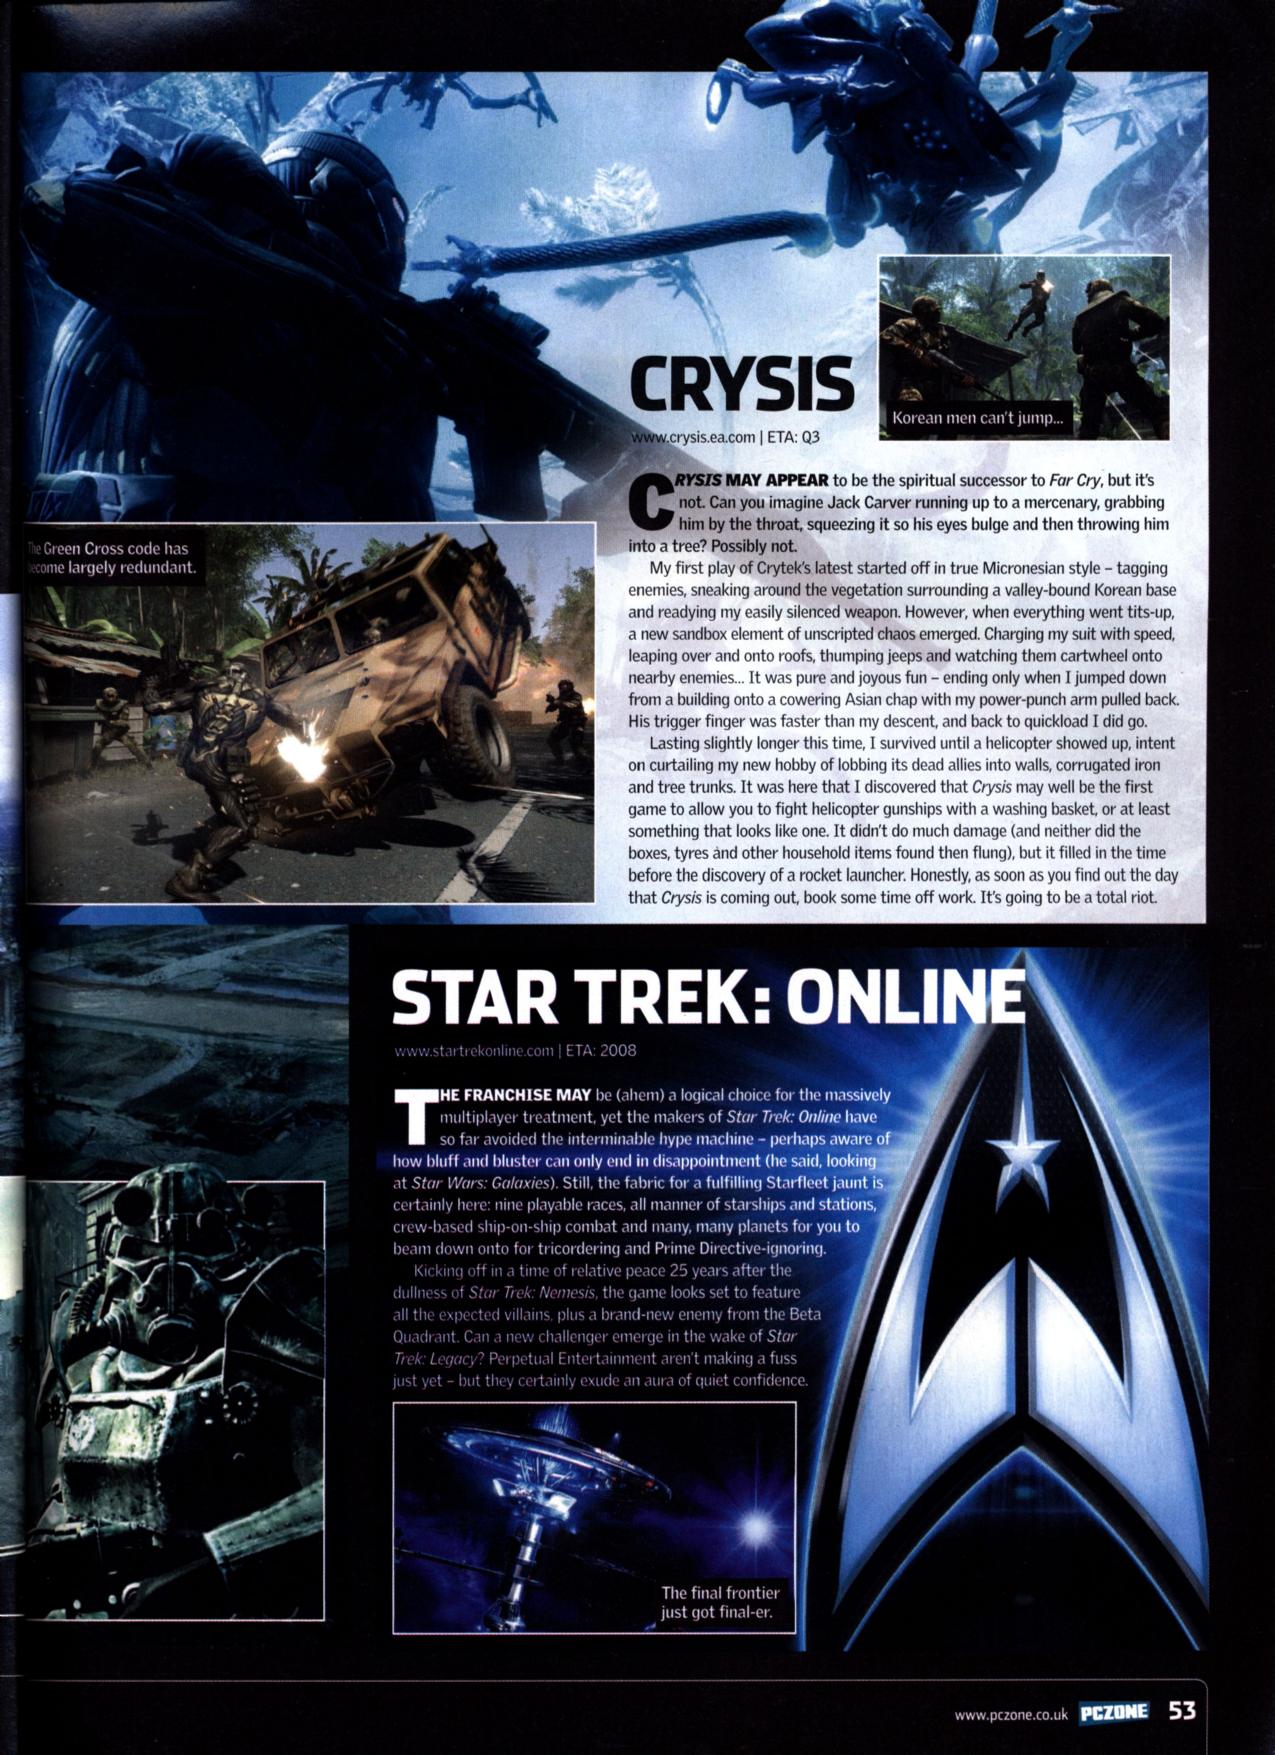 CRYSIS
www.crysis.ea.com | ETA: Q3
Korean men can't jump...
CRYSIS MAY APPEAR to be the spiritual successor to Far Cry, but it's
not. Can you imagine Jack Carver running up to a mercenary, grabbing
him by the throat, squeezing it so his eyes bulge and then throwing him
into a tree? Possibly not.
My first play of Crytek's latest started off in true Micronesian style – tagging
enemies, sneaking around the vegetation surrounding a valley-bound Korean base
and readying my easily silenced weapon. However, when everything went tits-up,
a new sandbox element of unscripted chaos emerged. Charging my suit with speed,
leaping over and onto roofs, thumping jeeps and watching them cartwheel onto
nearby enemies... It was pure and joyous fun – ending only when I jumped down
from a building onto a cowering Asian chap with my power-punch arm pulled back.
His trigger finger was faster than my descent, and back to quickload I did go.
Lasting slightly longer this time, I survived until a helicopter showed up, intent
on curtailing my new hobby of lobbing its dead allies into walls, corrugated iron
and tree trunks. It was here that I discovered that Crysis may well be the first
game to allow you to fight helicopter gunships with a washing basket, or at least
something that looks like one. It didn't do much damage (and neither did the
boxes, tyres and other household items found then flung), but it filled in the time
before the discovery of a rocket launcher. Honestly, as soon as you find out the day
that Crysis is coming out, book some time off work. It's going to be a total riot.
The Green Cross code has
become largely redundant.
STAR TREK: ONLINE
www.startrekonline.com | ETA: 2008
THE FRANCHISE MAY be (ahem) a logical choice for the massively
multiplayer treatment, yet the makers of Star Trek: Online have
so far avoided the interminable hype machine – perhaps aware of
how bluff and bluster can only end in disappointment (he said, looking
at Star Wars: Galaxies). Still, the fabric for a fulfilling Starfleet jaunt is
certainly here: nine playable races, all manner of starships and stations,
crew-based ship-on-ship combat and many, many planets for you to
beam down onto for tricordering and Prime Directive-ignoring.
Kicking off in a time of relative peace 25 years after the
dullness of Star Trek: Nemesis, the game looks set to feature
all the expected villains, plus a brand-new enemy from the Beta
Quadrant. Can a new challenger emerge in the wake of Star
Trek: Legacy? Perpetual Entertainment aren't making a fuss
just yet – but they certainly exude an aura of quiet confidence.
The final frontier
just got final-er.
www.pczone.co.uk PCZONE 53